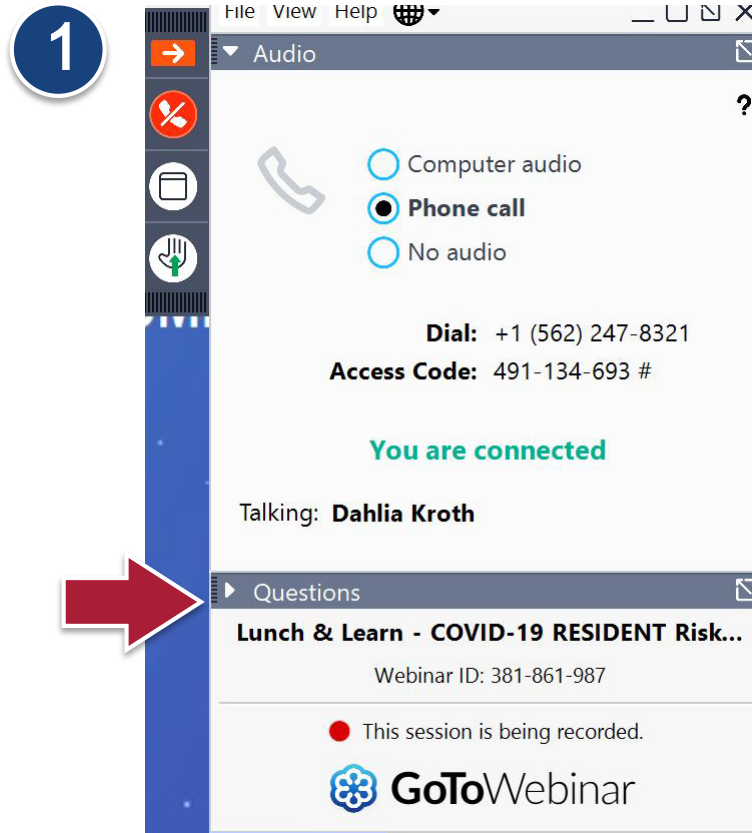 1
File View Help
Audio
?
Computer audio
Phone call
No audio
Dial: +1 (562) 247-8321
Access Code: 491-134-693 #
You are connected
Talking: Dahlia Kroth
Questions
Lunch & Learn - COVID-19 RESIDENT Risk...
Webinar ID: 381-861-987
This session is being recorded.
GoToWebinar